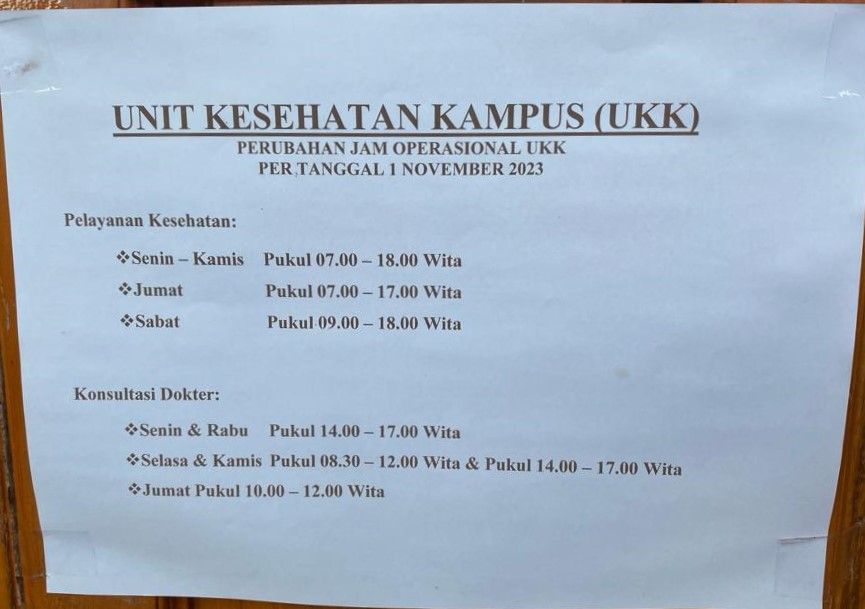 UNIT KESEHATAN KAMPUS (UKK)
PERUBAHAN JAM OPERASIONAL UKK
PER TANGGAL 1 NOVEMBER 2023
Pelayanan Kesehatan:
❖Senin – Kamis Pukul 07.00 – 18.00 Wita
❖Jumat Pukul 07.00 – 17.00 Wita
❖Sabat Pukul 09.00 – 18.00 Wita
Konsultasi Dokter:
❖Senin & Rabu Pukul 14.00 – 17.00 Wita
❖Selasa & Kamis Pukul 08.30 – 12.00 Wita & Pukul 14.00 – 17.00 Wita
❖Jumat Pukul 10.00 – 12.00 Wita